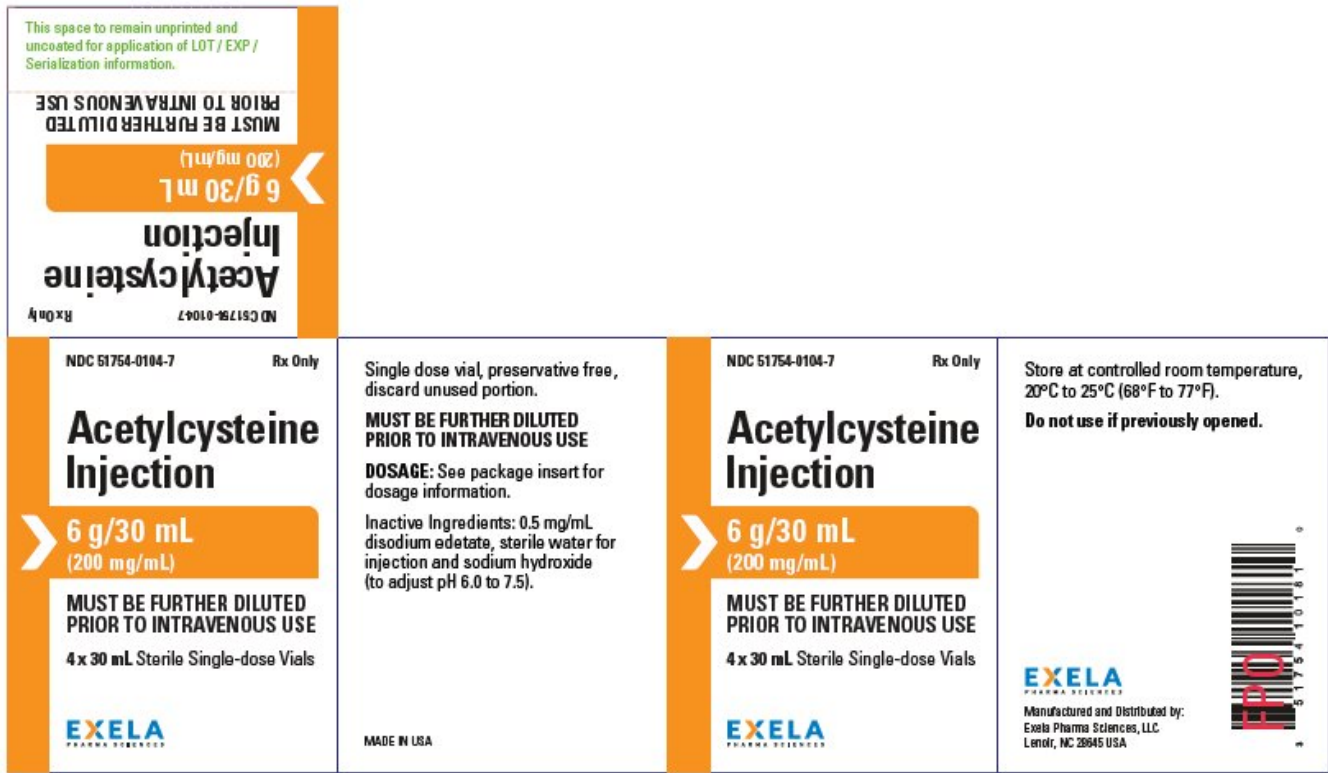 This space to remain unprinted and
uncoated for application of LOT / EXP /
Serialization information.
NDC 51754-0104-7 Rx Only
Acetylcysteine
Injection
6 g/30 mL
(200 mg/mL)
MUST BE FURTHER DILUTED
PRIOR TO INTRAVENOUS USE
NDC 51754-0104-7 Rx Only
Acetylcysteine
Injection
6 g/30 mL
(200 mg/mL)
MUST BE FURTHER DILUTED
PRIOR TO INTRAVENOUS USE
4 x 30 mL Sterile Single-dose Vials
EXELA
PHARMA SCIENCES
Single dose vial, preservative free,
discard unused portion.
MUST BE FURTHER DILUTED
PRIOR TO INTRAVENOUS USE
DOSAGE: See package insert for
dosage information.
Inactive Ingredients: 0.5 mg/mL
disodium edetate, sterile water for
injection and sodium hydroxide
(to adjust pH 6.0 to 7.5).
MADE IN USA
NDC 51754-0104-7 Rx Only
Acetylcysteine
Injection
6 g/30 mL
(200 mg/mL)
MUST BE FURTHER DILUTED
PRIOR TO INTRAVENOUS USE
4 x 30 mL Sterile Single-dose Vials
EXELA
PHARMA SCIENCES
Store at controlled room temperature,
20°C to 25°C (68°F to 77°F).
Do not use if previously opened.
EXELA
PHARMA SCIENCES
Manufactured and Distributed by:
Exela Pharma Sciences, LLC
Lenoir, NC 28645 USA
FPO
3 51754 10181 0